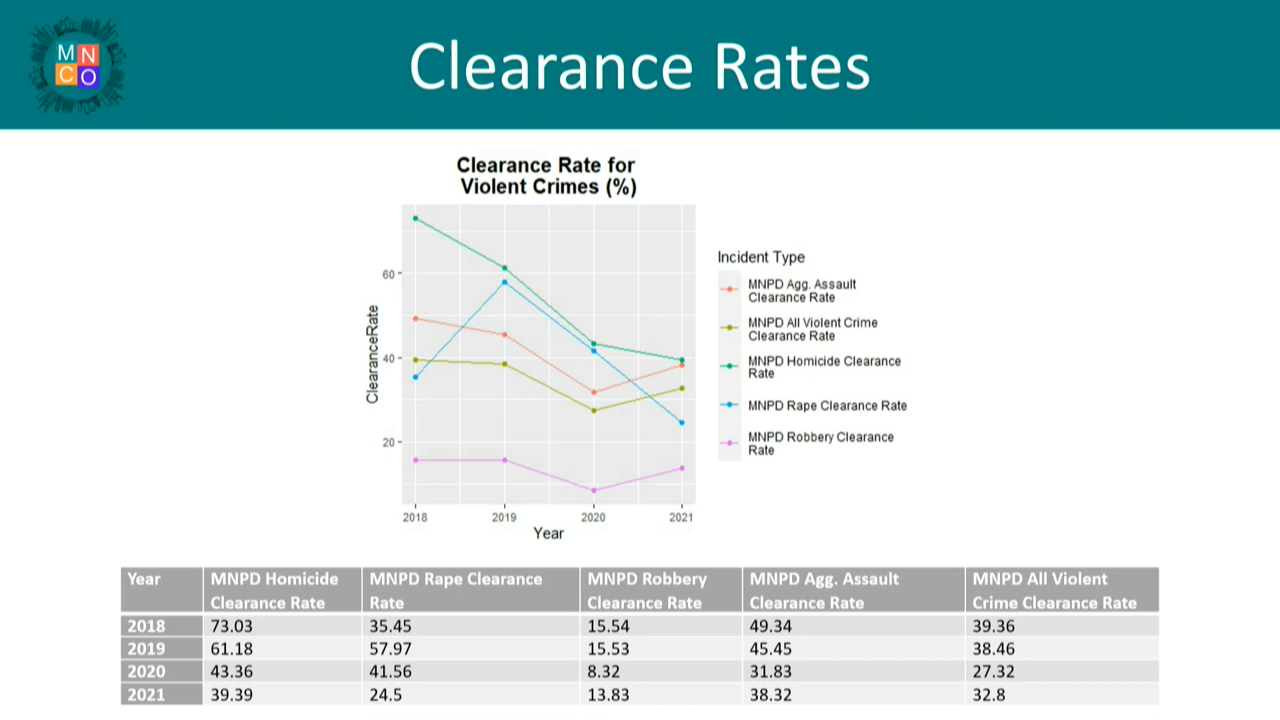 MN
CO
Clearance Rates
Clearance Rate for
Violent Crimes (%)
ClearanceRate
60
40
20
2018 2019 2020 2021
Year
Incident Type
MNPD Agg. Assault
Clearance Rate
MNPD All Violent Crime
Clearance Rate
MNPD Homicide Clearance
Rate
MNPD Rape Clearance Rate
MNPD Robbery Clearance
Rate
Year MNPD Homicide MNPD Rape Clearance MNPD Robbery MNPD Agg. Assault MNPD All Violent
Clearance Rate Rate Clearance Rate Clearance Rate Crime Clearance Rate
2018 73.03 35.45 15.54 49.34 39.36
2019 61.18 57.97 15.53 45.45 38.46
2020 43.36 41.56 8.32 31.83 27.32
2021 39.39 24.5 13.83 38.32 32.8